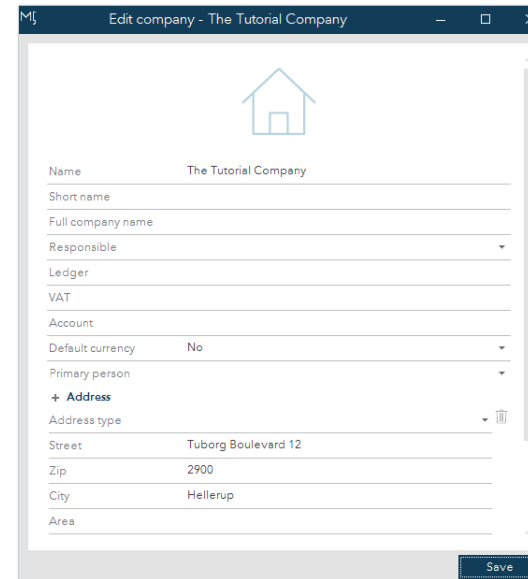 Edit company - The Tutorial Company
Name The Tutorial Company
Short name
Full company name
Responsible
Ledger
VAT
Account
Default currency No
Primary person
+ Address
Address type
Street Tuborg Boulevard 12
Zip 2900
City Hellerup
Area
Save